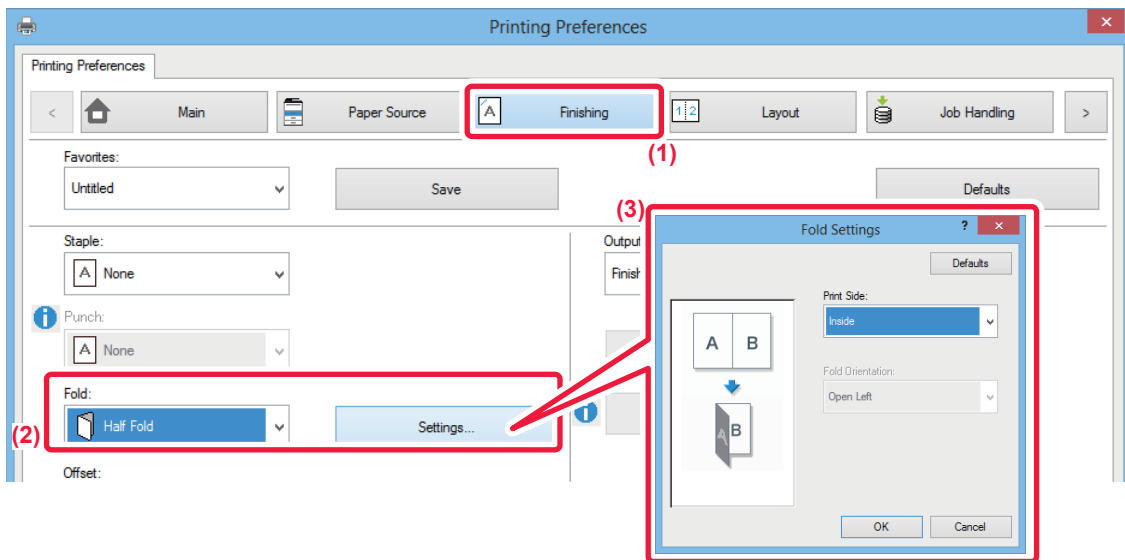 Printing Preferences
Printing Preferences
< Main Paper Source A Finishing 1 2 Layout Job Handling >
(1)
Favorites:
Untitled Save Defaults
(3)
Staple:
A None
Punch:
A None
Fold:
(2)
Half Fold Settings...
Offset:
Output
Finish
Fold Settings ?
Defaults
Print Side:
Inside
A B
Fold Orientation:
Open Left
A B
OK Cancel